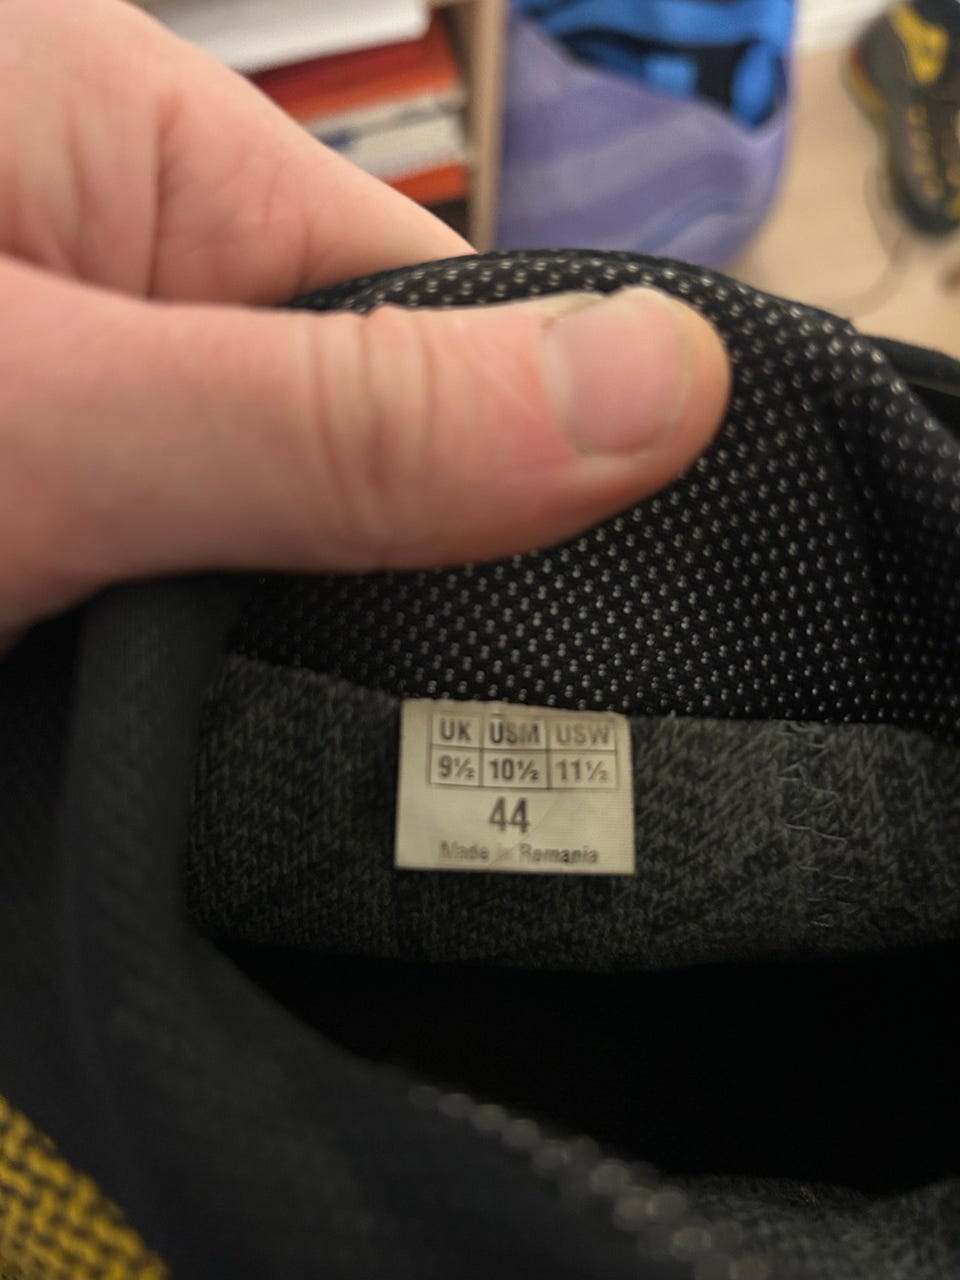 UK USM USW
9½ 10½ 11½
44
Made in Romania